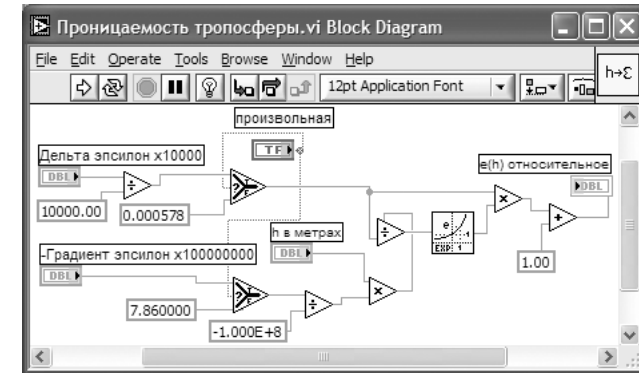 Проницаемость тропосферы.vi Block Diagram
File Edit Operate Tools Browse Window Help
12pt Application Font
h→Ɛ
произвольная
TF
Дельта эпсилон x10000
DBL
e(h) относительное
DBL
10000.00
0.000578
h в метрах
DBL
e
EXP: 1
1.00
-Градиент эпсилон x100000000
DBL
7.860000
-1.000E+8